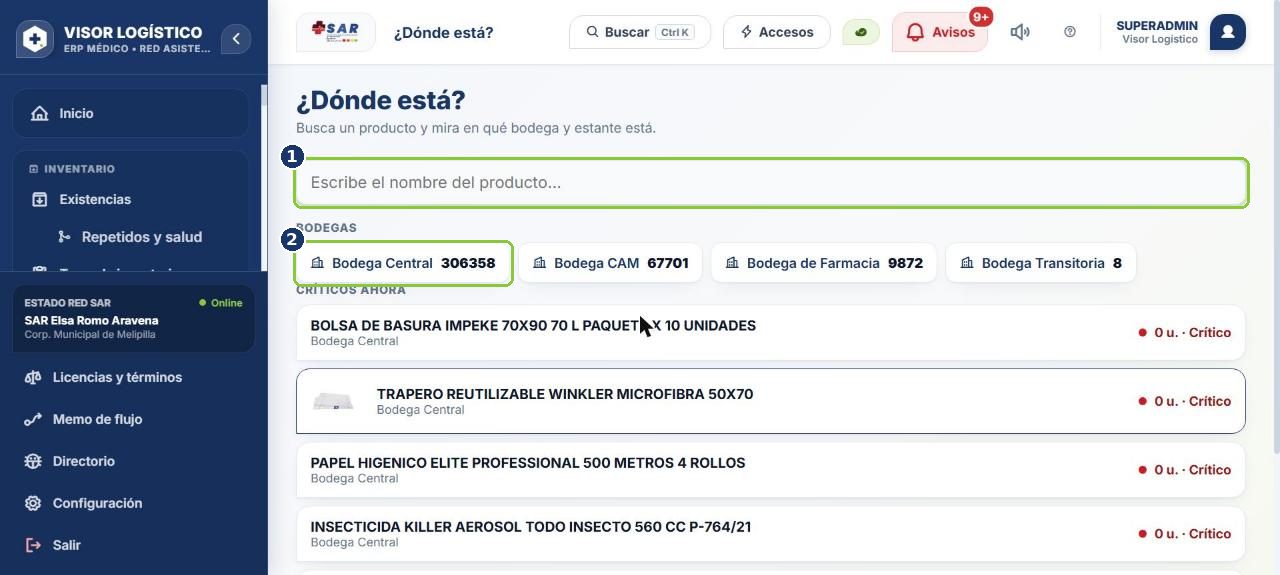 VISOR LOGÍSTICO
ERP MÉDICO • RED ASISTE...
Inicio
INVENTARIO
Existencias
Repetidos y salud
ESTADO RED SAR
Online
SAR Elsa Romo Aravena
Corp. Municipal de Melipilla
Licencias y términos
Memo de flujo
Directorio
Configuración
Salir
SAR
¿Dónde está?
Buscar Ctrl K
Accesos
Avisos
9+
SUPERADMIN
Visor Logístico
¿Dónde está?
Busca un producto y mira en qué bodega y estante está.
1
Escribe el nombre del producto...
BODEGAS
2
Bodega Central 306358
Bodega CAM 67701
Bodega de Farmacia 9872
Bodega Transitoria 8
CRÍTICOS AHORA
BOLSA DE BASURA IMPEKE 70X90 70 L PAQUET X 10 UNIDADES
Bodega Central
0 u. · Crítico
TRAPERO REUTILIZABLE WINKLER MICROFIBRA 50X70
Bodega Central
0 u. · Crítico
PAPEL HIGENICO ELITE PROFESSIONAL 500 METROS 4 ROLLOS
Bodega Central
0 u. · Crítico
INSECTICIDA KILLER AEROSOL TODO INSECTO 560 CC P-764/21
Bodega Central
0 u. · Crítico